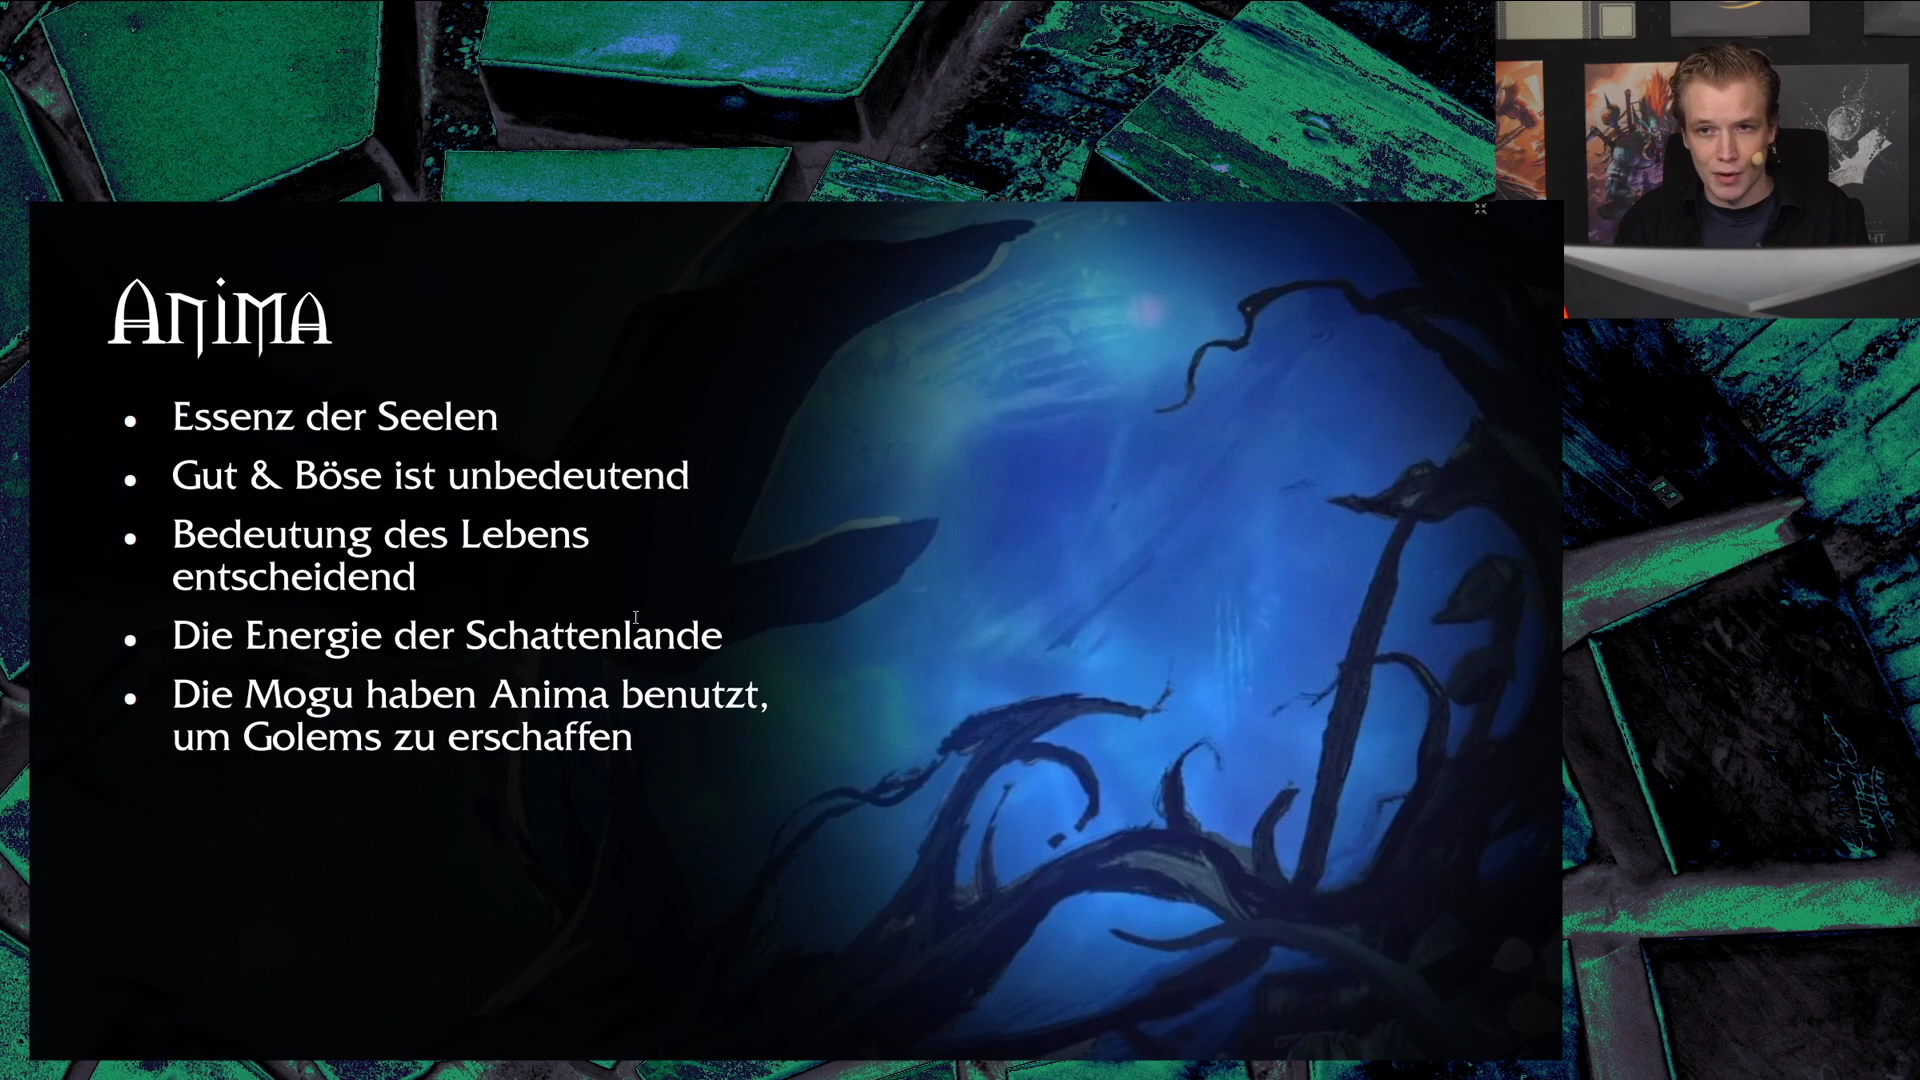 Anima
• Essenz der Seelen
• Gut & Böse ist unbedeutend
• Bedeutung des Lebens
entscheidend
• Die Energie der Schattenlande
• Die Mogu haben Anima benutzt,
um Golems zu erschaffen